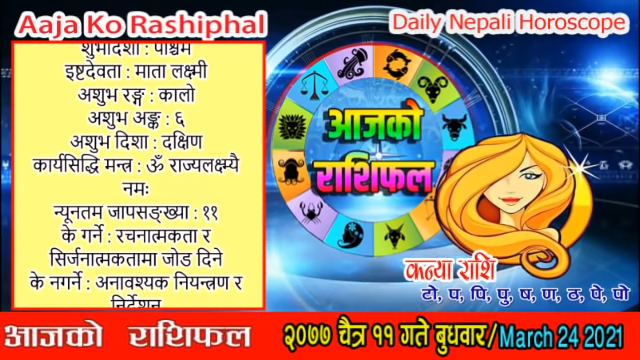 Aaja Ko Rashiphal
Daily Nepali Horoscope
शुभदिशा : पश्चिम
इष्टदेवता : माता लक्ष्मी
अशुभ रङ्ग : कालो
अशुभ अङ्क : ६
अशुभ दिशा : दक्षिण
कार्यसिद्धि मन्त्र : ॐ राज्यलक्ष्म्यै
नमः
न्यूनतम जापसङ्ख्या : ११
के गर्ने : रचनात्मकता र
सिर्जनात्मकतामा जोड दिने
के नगर्ने : अनावश्यक नियन्त्रण र
निर्देशन
आजको
राशिफल
कन्या राशि
टो, प, पि, पु, ष, ण, ठ, पे, पो
आजको राशिफल २०७७ चैत्र ११ गते बुधवार/March 24 2021